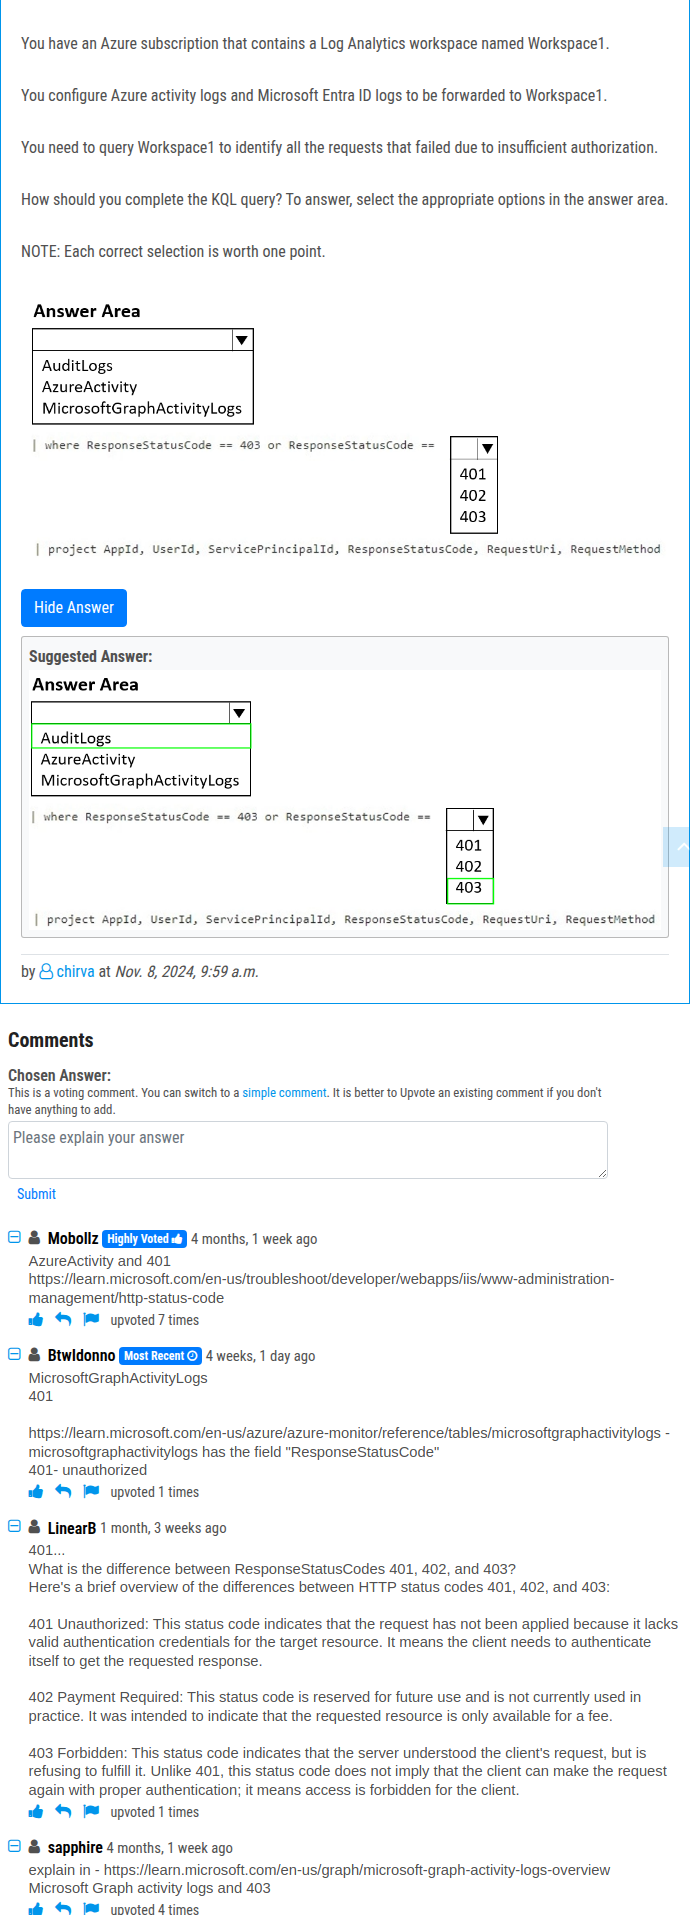 You have an Azure subscription that contains a Log Analytics workspace named Workspace1.
You configure Azure activity logs and Microsoft Entra ID logs to be forwarded to Workspace1.
You need to query Workspace1 to identify all the requests that failed due to insufficient authorization.
How should you complete the KQL query? To answer, select the appropriate options in the answer area.
NOTE: Each correct selection is worth one point.
Answer Area
AuditLogs
AzureActivity
MicrosoftGraphActivityLogs
| where ResponseStatusCode == 403 or ResponseStatusCode ==
401
402
403
| project AppId, UserId, ServicePrincipalId, ResponseStatusCode, RequestUri, RequestMethod
Hide Answer
Suggested Answer:
Answer Area
AuditLogs
AzureActivity
MicrosoftGraphActivityLogs
| where ResponseStatusCode == 403 or ResponseStatusCode ==
401
402
403
| project AppId, UserId, ServicePrincipalId, ResponseStatusCode, RequestUri, RequestMethod
by chirva at Nov. 8, 2024, 9:59 a.m.
Comments
Chosen Answer:
This is a voting comment. You can switch to a simple comment. It is better to Upvote an existing comment if you don't
have anything to add.
Please explain your answer
Submit
Mobollz Highly Voted 4 months, 1 week ago
AzureActivity and 401
https://learn.microsoft.com/en-us/troubleshoot/developer/webapps/iis/www-administration-
management/http-status-code
upvoted 7 times
Btwldonno Most Recent 4 weeks, 1 day ago
MicrosoftGraphActivityLogs
401
https://learn.microsoft.com/en-us/azure/azure-monitor/reference/tables/microsoftgraphactivitylogs -
microsoftgraphactivitylogs has the field "ResponseStatusCode"
401- unauthorized
upvoted 1 times
LinearB 1 month, 3 weeks ago
401...
What is the difference between ResponseStatusCodes 401, 402, and 403?
Here's a brief overview of the differences between HTTP status codes 401, 402, and 403:
401 Unauthorized: This status code indicates that the request has not been applied because it lacks
valid authentication credentials for the target resource. It means the client needs to authenticate
itself to get the requested response.
402 Payment Required: This status code is reserved for future use and is not currently used in
practice. It was intended to indicate that the requested resource is only available for a fee.
403 Forbidden: This status code indicates that the server understood the client's request, but is
refusing to fulfill it. Unlike 401, this status code does not imply that the client can make the request
again with proper authentication; it means access is forbidden for the client.
upvoted 1 times
sapphire 4 months, 1 week ago
explain in - https://learn.microsoft.com/en-us/graph/microsoft-graph-activity-logs-overview
Microsoft Graph activity logs and 403
upvoted 4 times